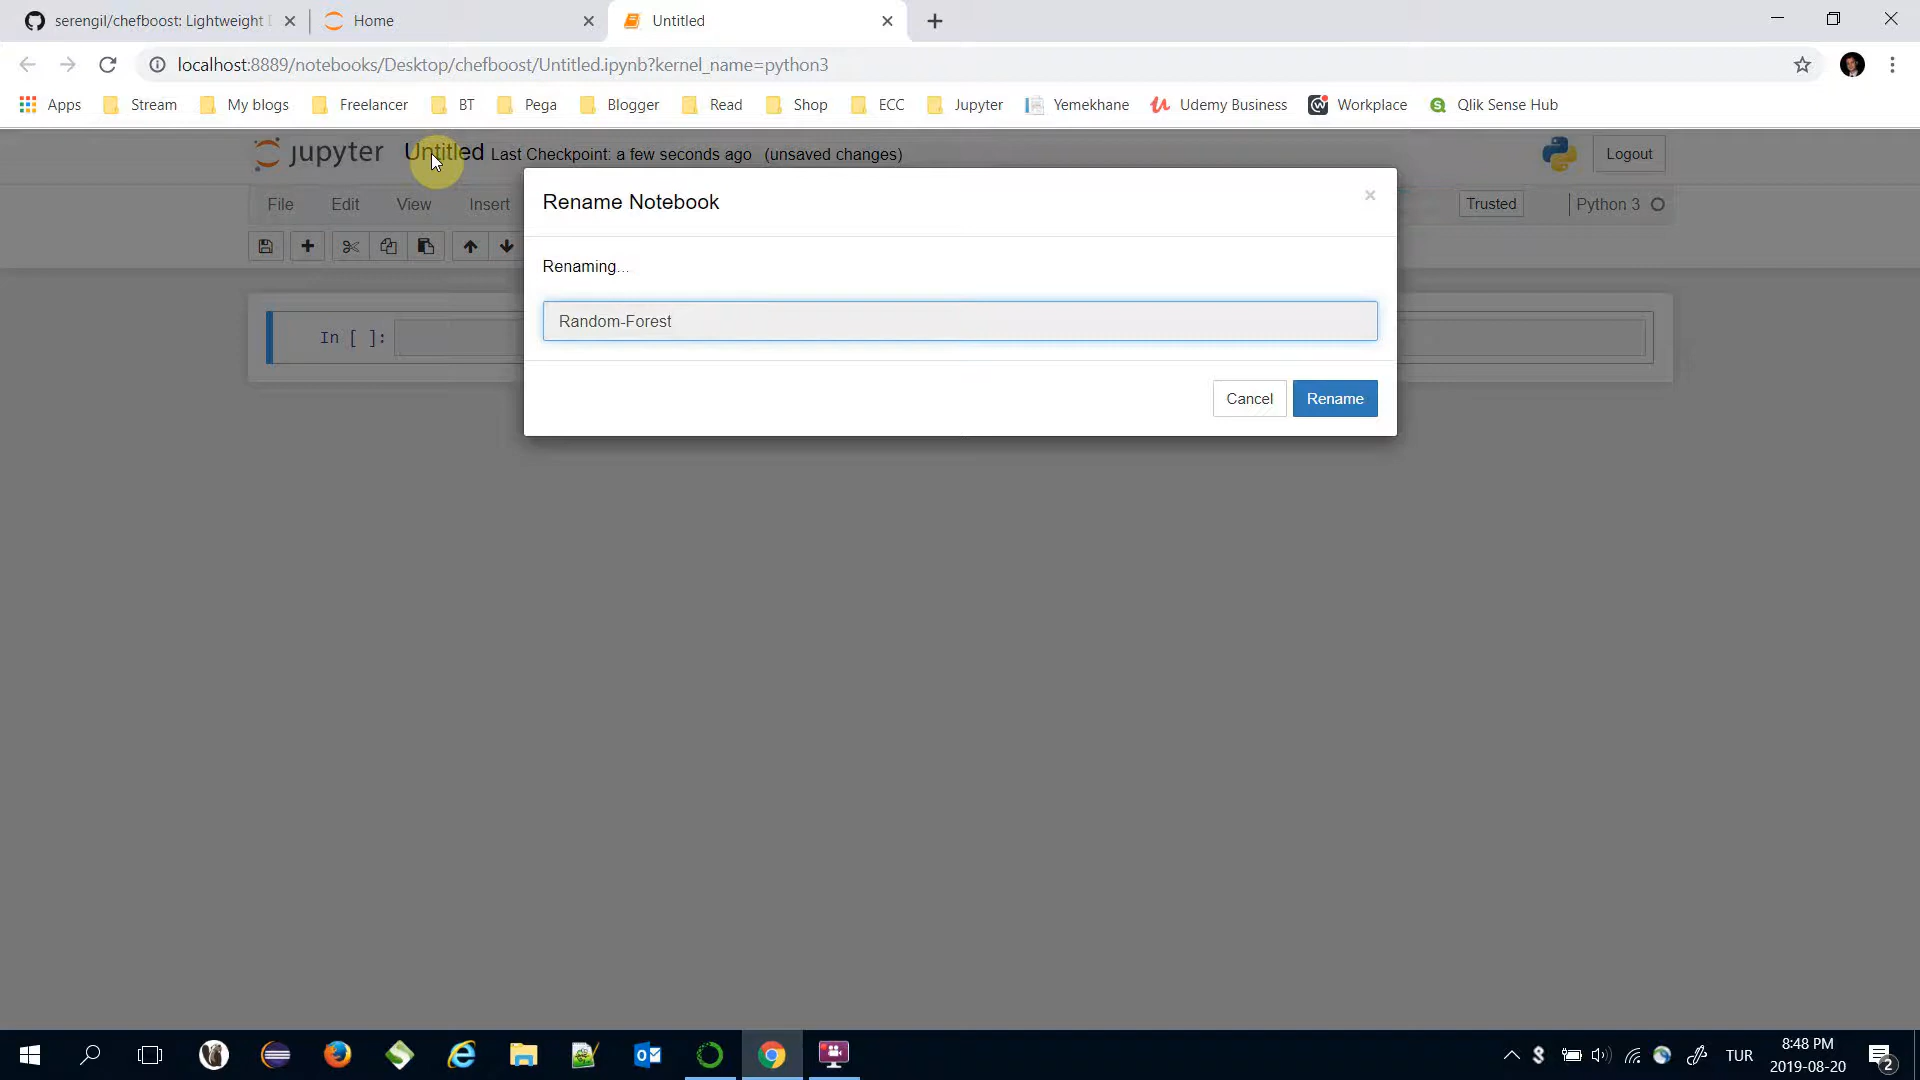 serengil/chefboost: Lightweight
Home
Untitled
localhost:8889/notebooks/Desktop/chefboost/Untitled.ipynb?kernel_name=python3
Apps Stream My blogs Freelancer BT Pega Blogger Read Shop ECC Jupyter Yemekhane Udemy Business Workplace Qlik Sense Hub
jupyter Untitled Last Checkpoint: a few seconds ago (unsaved changes) Logout
File Edit View Insert Trusted Python 3
Rename Notebook ×
Renaming...
Random-Forest
In [ ]:
Cancel Rename
TUR 8:48 PM
2019-08-20 2